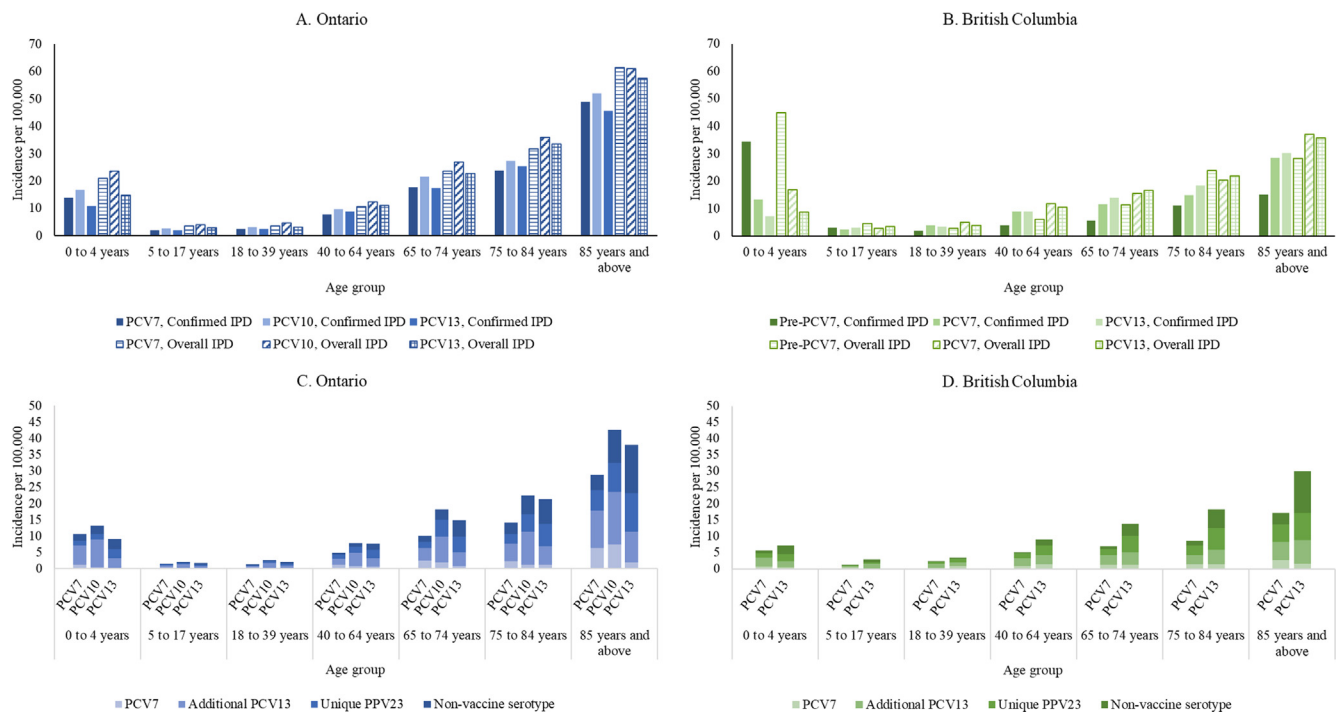 A. Ontario
70
60
50
40
30
20
10
0
Incidence per 100,000
0 to 4 years 5 to 17 years 18 to 39 years 40 to 64 years 65 to 74 years 75 to 84 years 85 years and
above
Age group
PCV7, Confirmed IPD PCV10, Confirmed IPD PCV13, Confirmed IPD
PCV7, Overall IPD PCV10, Overall IPD PCV13, Overall IPD
B. British Columbia
70
60
50
40
30
20
10
0
Incidence per 100,000
0 to 4 years 5 to 17 years 18 to 39 years 40 to 64 years 65 to 74 years 75 to 84 years 85 years and
above
Age group
Pre-PCV7, Confirmed IPD PCV7, Confirmed IPD PCV13, Confirmed IPD
Pre-PCV7, Overall IPD PCV7, Overall IPD PCV13, Overall IPD
C. Ontario
50
45
40
35
30
25
20
15
10
5
0
Incidence per 100,000
PCV7 PCV10 PCV13 PCV7 PCV10 PCV13 PCV7 PCV10 PCV13 PCV7 PCV10 PCV13 PCV7 PCV10 PCV13 PCV7 PCV10 PCV13 PCV7 PCV10 PCV13
0 to 4 years 5 to 17 years 18 to 39 years 40 to 64 years 65 to 74 years 75 to 84 years 85 years and
above
Age group
PCV7 Additional PCV13 Unique PPV23 Non-vaccine serotype
D. British Columbia
50
45
40
35
30
25
20
15
10
5
0
Incidence per 100,000
PCV7 PCV13 PCV7 PCV13 PCV7 PCV13 PCV7 PCV13 PCV7 PCV13 PCV7 PCV13 PCV7 PCV13
0 to 4 years 5 to 17 years 18 to 39 years 40 to 64 years 65 to 74 years 75 to 84 years 85 years and
above
Age group
PCV7 Additional PCV13 Unique PPV23 Non-vaccine serotype